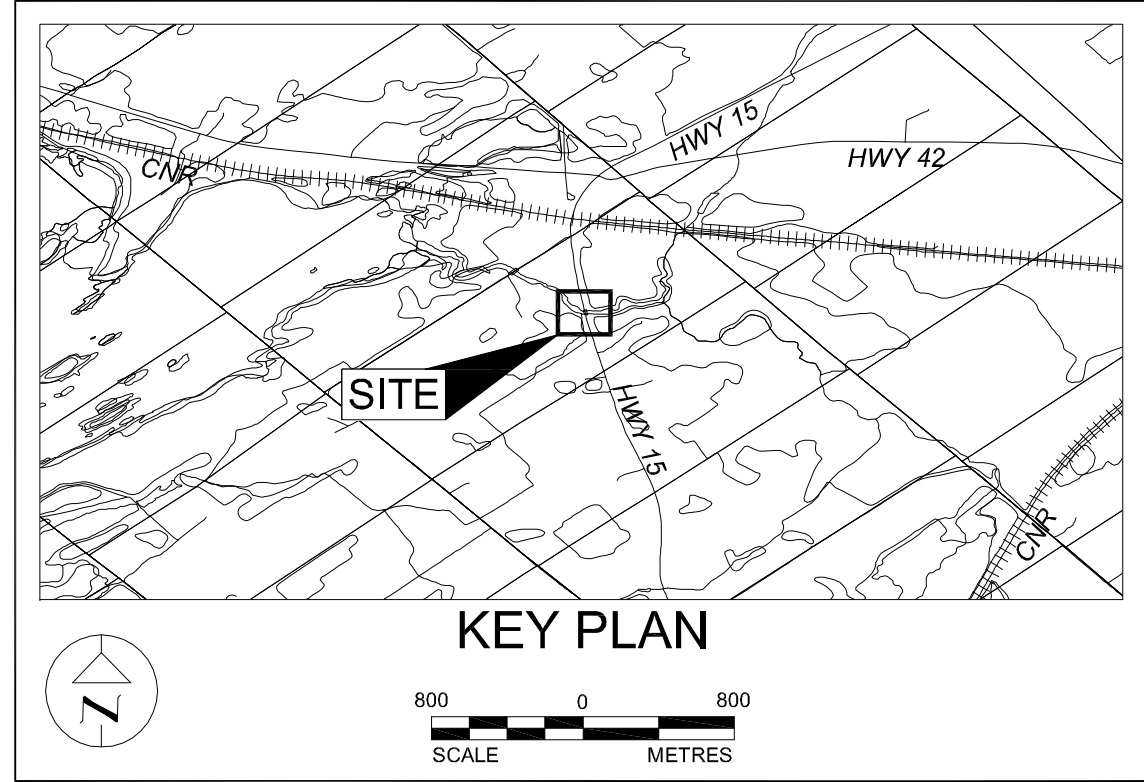 HWY 15
HWY 42
CNR
SITE
HWY 15
CNR
KEY PLAN
N
800 0 800
SCALE METRES